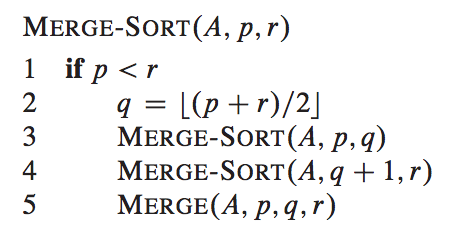 MERGE-SORT(A, p, r)
1 if p < r
2 q = ⌊(p + r)/2⌋
3 MERGE-SORT(A, p, q)
4 MERGE-SORT(A, q + 1, r)
5 MERGE(A, p, q, r)